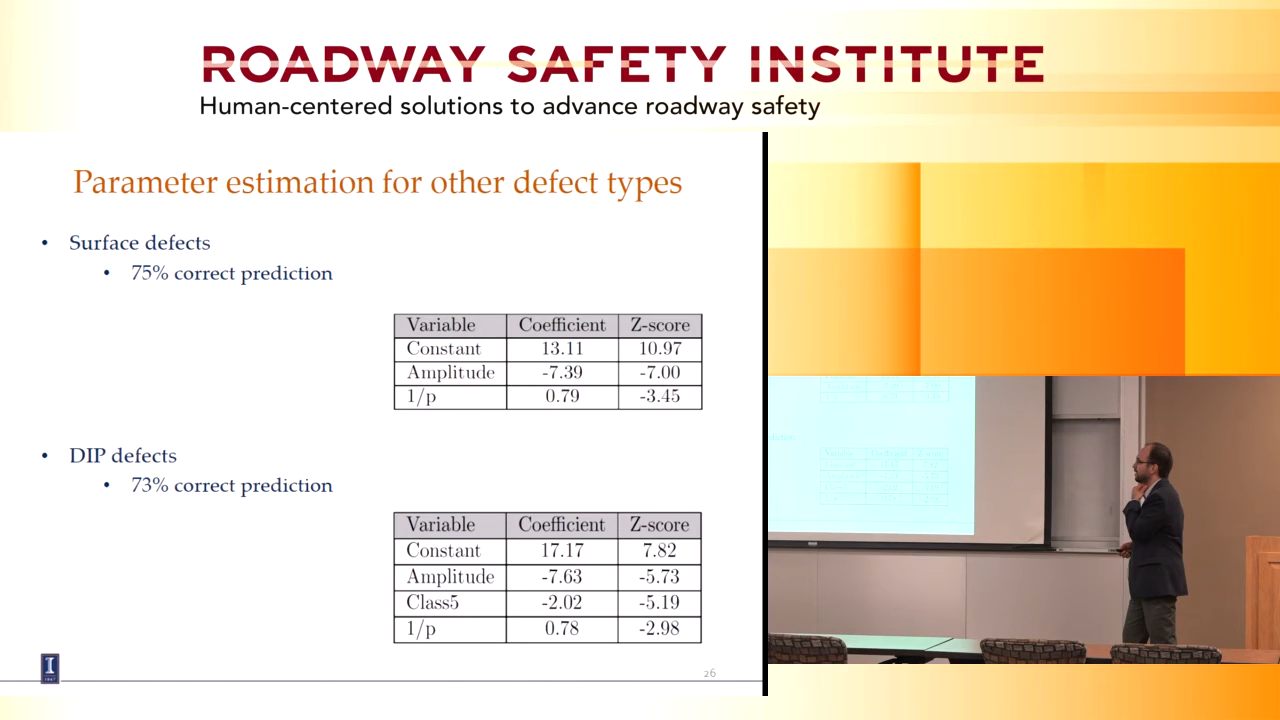 ROADWAY SAFETY INSTITUTE
Human-centered solutions to advance roadway safety
Parameter estimation for other defect types
• Surface defects
• 75% correct prediction
Variable Coefficient Z-score
Constant 13.11 10.97
Amplitude -7.39 -7.00
1/p 0.79 -3.45
• DIP defects
• 73% correct prediction
Variable Coefficient Z-score
Constant 17.17 7.82
Amplitude -7.63 -5.73
Class5 -2.02 -5.19
1/p 0.78 -2.98
I
26